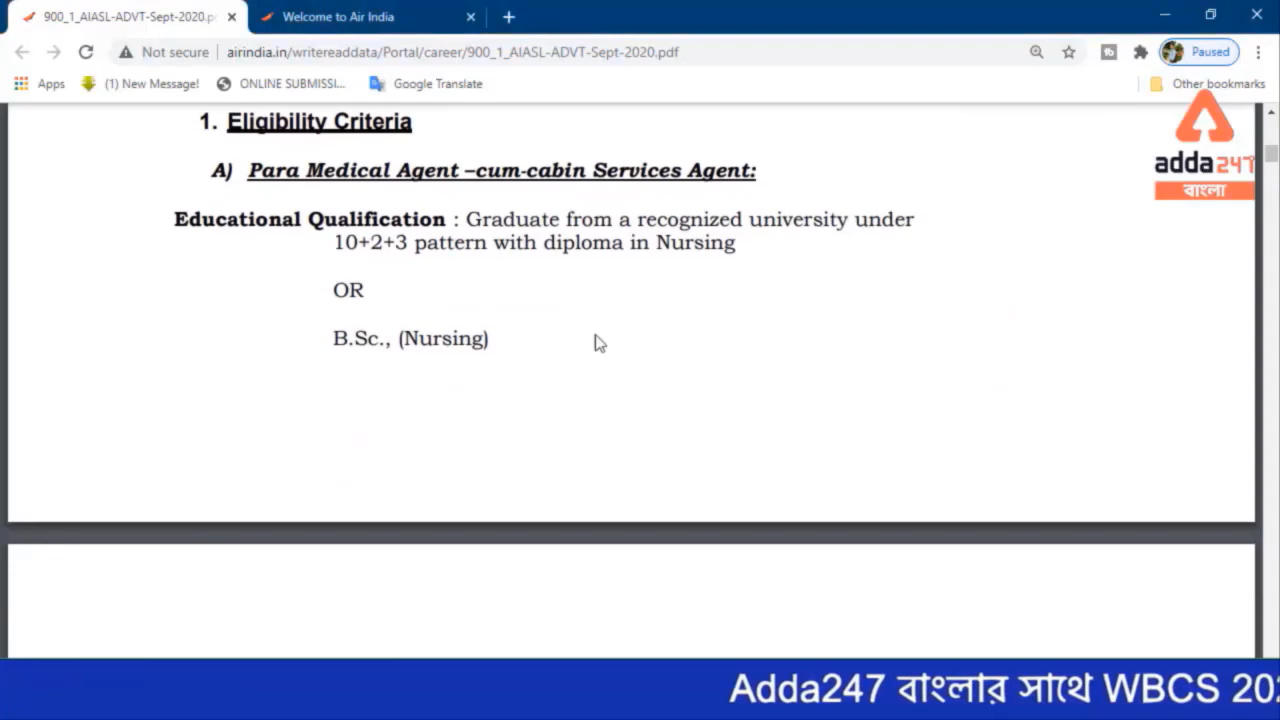 900_1_AIASL-ADVT-Sept-2020.p
Welcome to Air India
Not secure
airindia.in/writereaddata/Portal/career/900_1_AIASL-ADVT-Sept-2020.pdf
Paused
Apps
(1) New Message!
ONLINE SUBMISSI...
Google Translate
Other bookmarks
1. Eligibility Criteria
adda247
বাংলা
A) Para Medical Agent –cum-cabin Services Agent:
Educational Qualification : Graduate from a recognized university under
10+2+3 pattern with diploma in Nursing
OR
B.Sc., (Nursing)
Adda247 বাংলার সাথে WBCS